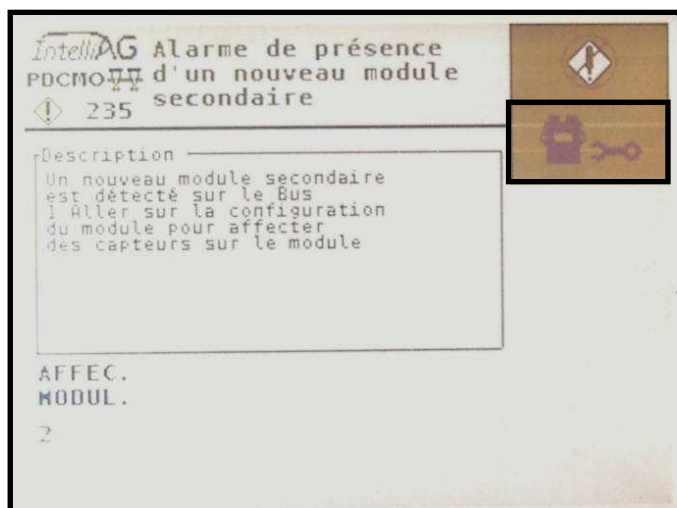 IntelliAG Alarme de présence
PDCMO d'un nouveau module
235 secondaire
Description
Un nouveau module secondaire
est détecté sur le Bus
1 Aller sur la configuration
du module pour affecter
des capteurs sur le module
AFFEC.
MODUL.
2